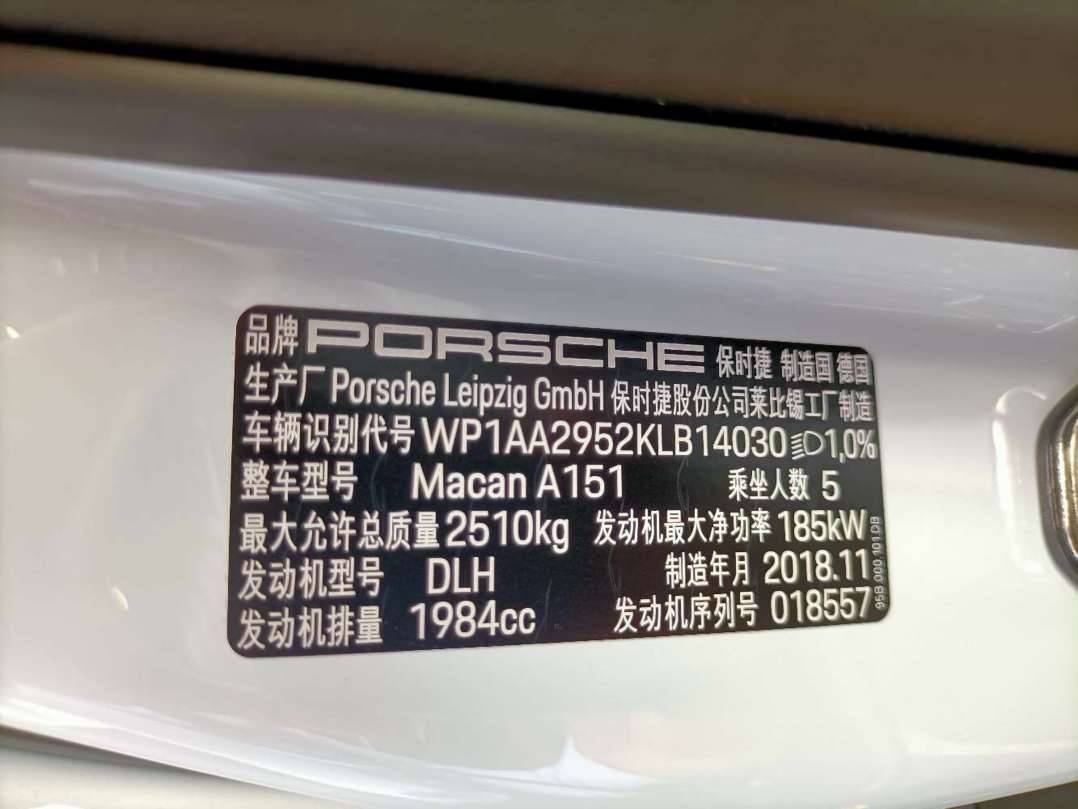 品牌 PORSCHE 保时捷 制造国 德国
生产厂 Porsche Leipzig GmbH 保时捷股份公司莱比锡工厂制造
车辆识别代号 WP1AA2952KLB14030 1,0%
整车型号 Macan A151 乘坐人数 5
最大允许总质量 2510kg 发动机最大净功率 185kW
发动机型号 DLH 制造年月 2018.11
发动机排量 1984cc 发动机序列号 018557
95B.000.101.DB